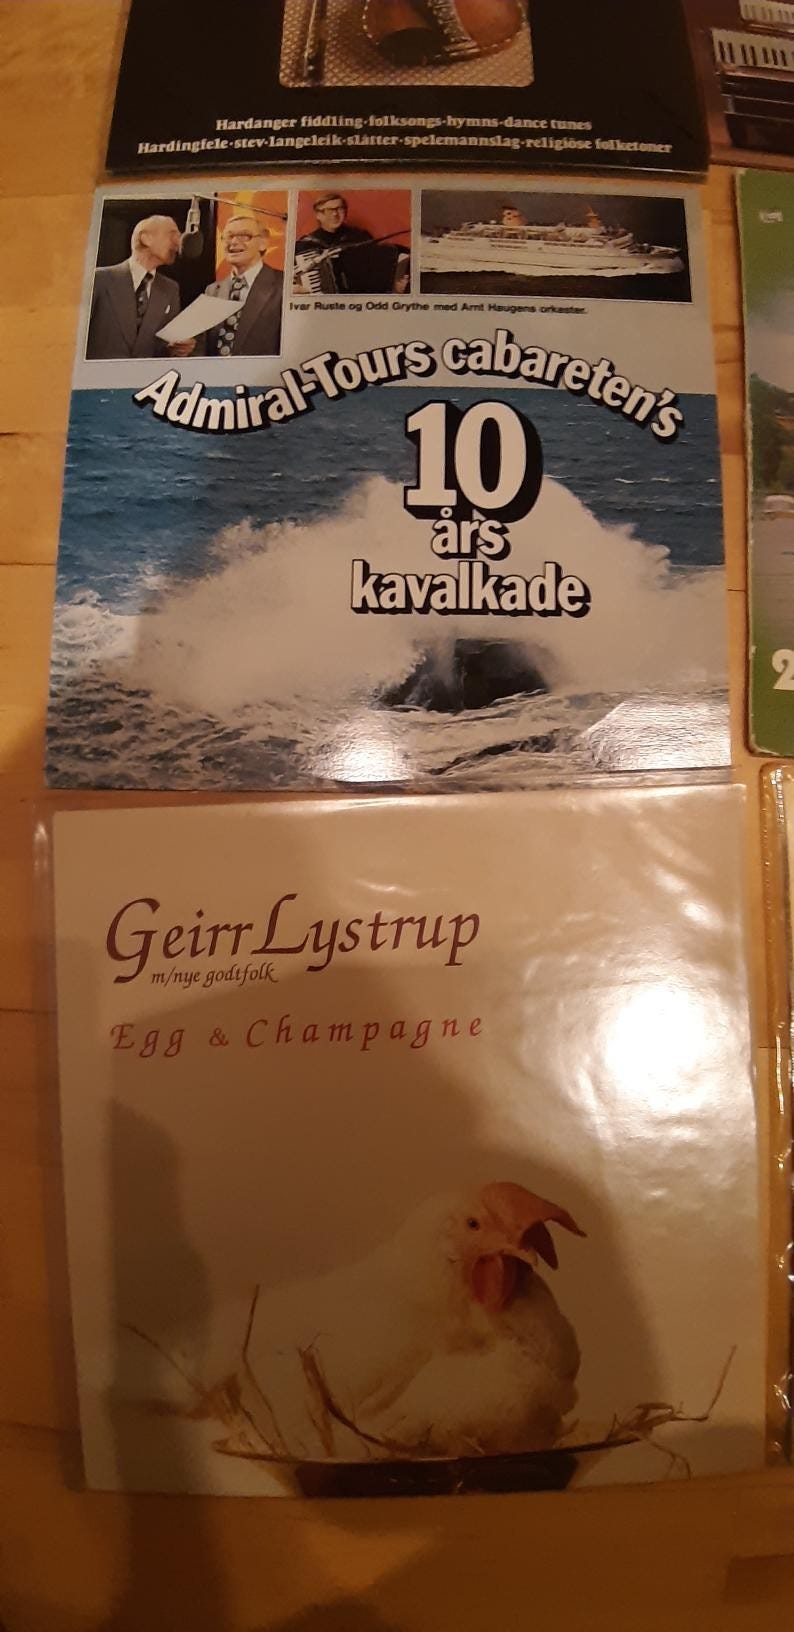 Hardanger fiddling·folksongs·hymns·dance tunes
Hardingfele·stev·langeleik·slåtter·spelemannslag·religiöse folketoner
Ivar Ruste og Odd Grythe med Arnt Haugens orkester.
Admiral-Tours cabareten's
10
års
kavalkade
2
Geirr Lystrup
m/nye godtfolk
Egg & Champagne